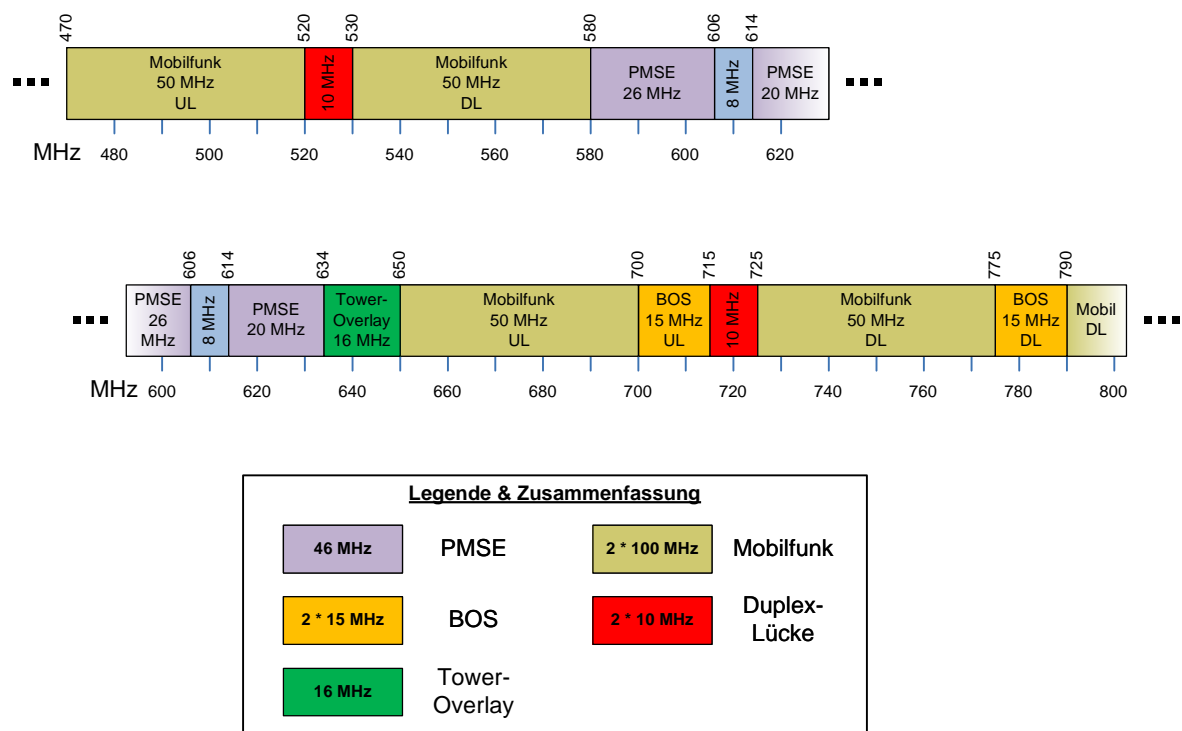 470 520 530 580 606 614
Mobilfunk
50 MHz
UL
10 MHz
Mobilfunk
50 MHz
DL
PMSE
26 MHz
8 MHz
PMSE
20 MHz
MHz 480 500 520 540 560 580 600 620
606 614 634 650 700 715 725 775 790
PMSE
26
MHz
8 MHz
PMSE
20 MHz
Tower-
Overlay
16 MHz
Mobilfunk
50 MHz
UL
BOS
15 MHz
UL
10 MHz
Mobilfunk
50 MHz
DL
BOS
15 MHz
DL
Mobil
DL
MHz 600 620 640 660 680 700 720 740 760 780 800
Legende & Zusammenfassung
46 MHz PMSE
2 * 100 MHz Mobilfunk
2 * 15 MHz BOS
2 * 10 MHz Duplex-
Lücke
16 MHz Tower-
Overlay